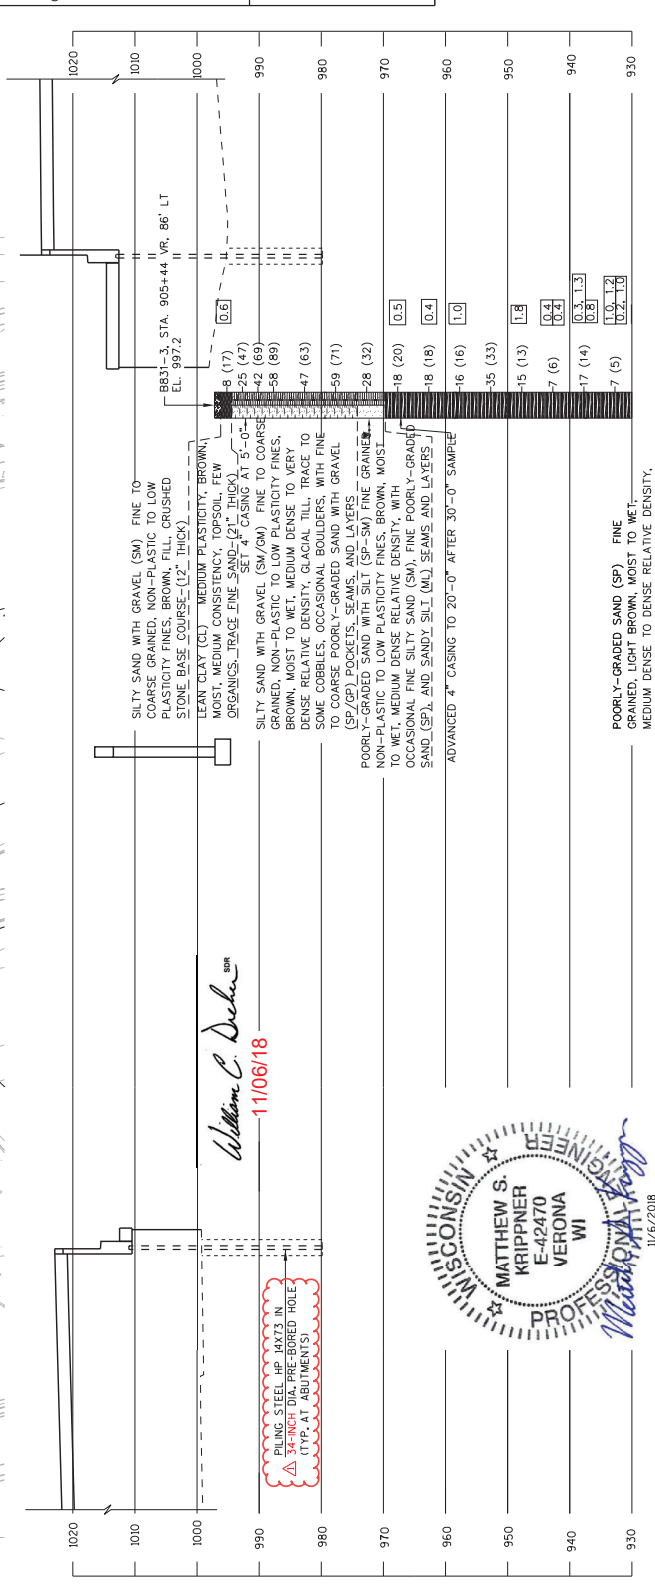 1020
1010
1000
990
980
970
960
950
940
930
B831-3, STA. 905+44 VR, 86' LT
EL. 997.2
8 (17)
25 (47)
42 (69)
58 (89)
47 (63)
59 (71)
28 (32)
18 (20)
18 (18)
16 (16)
35 (33)
15 (13)
7 (6)
17 (14)
7 (5)
0.6
0.5
0.4
1.0
1.8
0.4
0.4
0.3, 1.3
0.8
1.0, 1.2
0.2, 1.0
SILTY SAND WITH GRAVEL (SM) FINE TO
COARSE GRAINED, NON-PLASTIC TO LOW
PLASTICITY FINES, BROWN, FILL, CRUSHED
STONE BASE COURSE-(12" THICK)
LEAN CLAY (CL) MEDIUM PLASTICITY, BROWN,
MOIST, MEDIUM CONSISTENCY, TOPSOIL, FEW
ORGANICS, TRACE FINE SAND-(21" THICK)
SET 4" CASING AT 5'-0"
SILTY SAND WITH GRAVEL (SM/GM) FINE TO COARSE
GRAINED, NON-PLASTIC TO LOW PLASTICITY FINES,
BROWN, MOIST TO WET, MEDIUM DENSE TO VERY
DENSE RELATIVE DENSITY, GLACIAL TILL, TRACE TO
SOME COBBLES, OCCASIONAL BOULDERS, WITH FINE
TO COARSE POORLY-GRADED SAND WITH GRAVEL
(SP/GP) POCKETS, SEAMS, AND LAYERS
POORLY-GRADED SAND WITH SILT (SP-SM) FINE GRAINED,
NON-PLASTIC TO LOW PLASTICITY FINES, BROWN, MOIST
TO WET, MEDIUM DENSE RELATIVE DENSITY, WITH
OCCASIONAL FINE SILTY SAND (SM), FINE POORLY-GRADED
SAND (SP), AND SANDY SILT (ML) SEAMS AND LAYERS
ADVANCED 4" CASING TO 20'-0" AFTER 30'-0" SAMPLE
POORLY-GRADED SAND (SP) FINE
GRAINED, LIGHT BROWN, MOIST TO WET,
MEDIUM DENSE TO DENSE RELATIVE DENSITY,
William C. Dreher SDR
11/06/18
PILING STEEL HP 14X73 IN
1 34-INCH DIA. PRE-BORED HOLE
(TYP. AT ABUTMENTS)
WISCONSIN
MATTHEW S.
KRIPPNER
E-42470
VERONA
WI
PROFESSIONAL ENGINEER
11/6/2018
1020
1010
1000
990
980
970
960
950
940
930